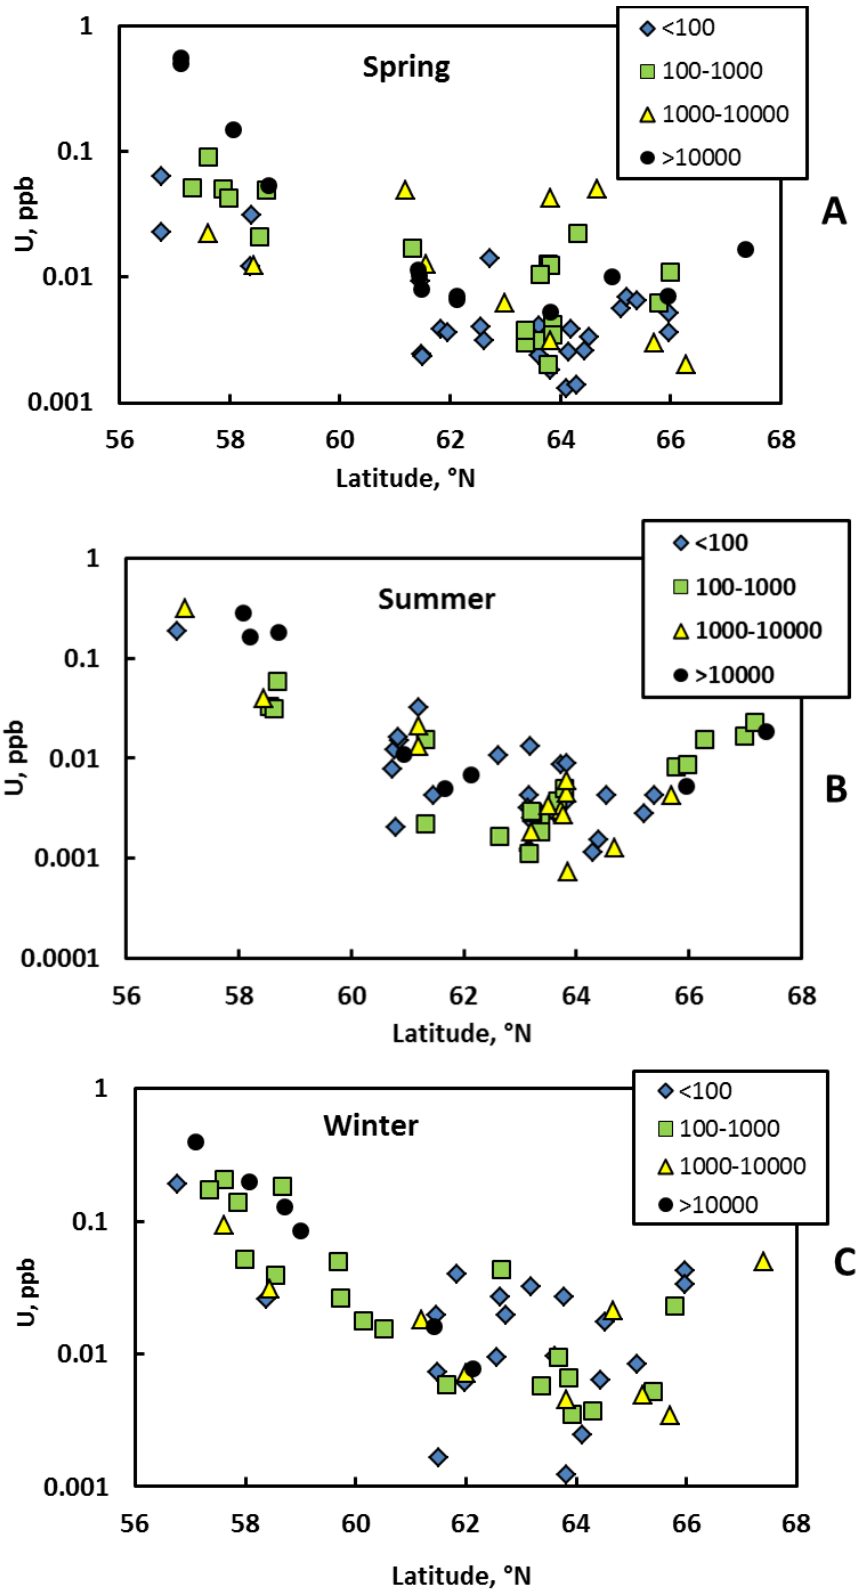 1
0.1
0.01
0.001
U, ppb
Spring
<100
100-1000
1000-10000
>10000
A
56 58 60 62 64 66 68
Latitude, °N
1
0.1
0.01
0.001
0.0001
U, ppb
Summer
<100
100-1000
1000-10000
>10000
B
56 58 60 62 64 66 68
Latitude, °N
1
0.1
0.01
0.001
U, ppb
Winter
<100
100-1000
1000-10000
>10000
C
56 58 60 62 64 66 68
Latitude, °N